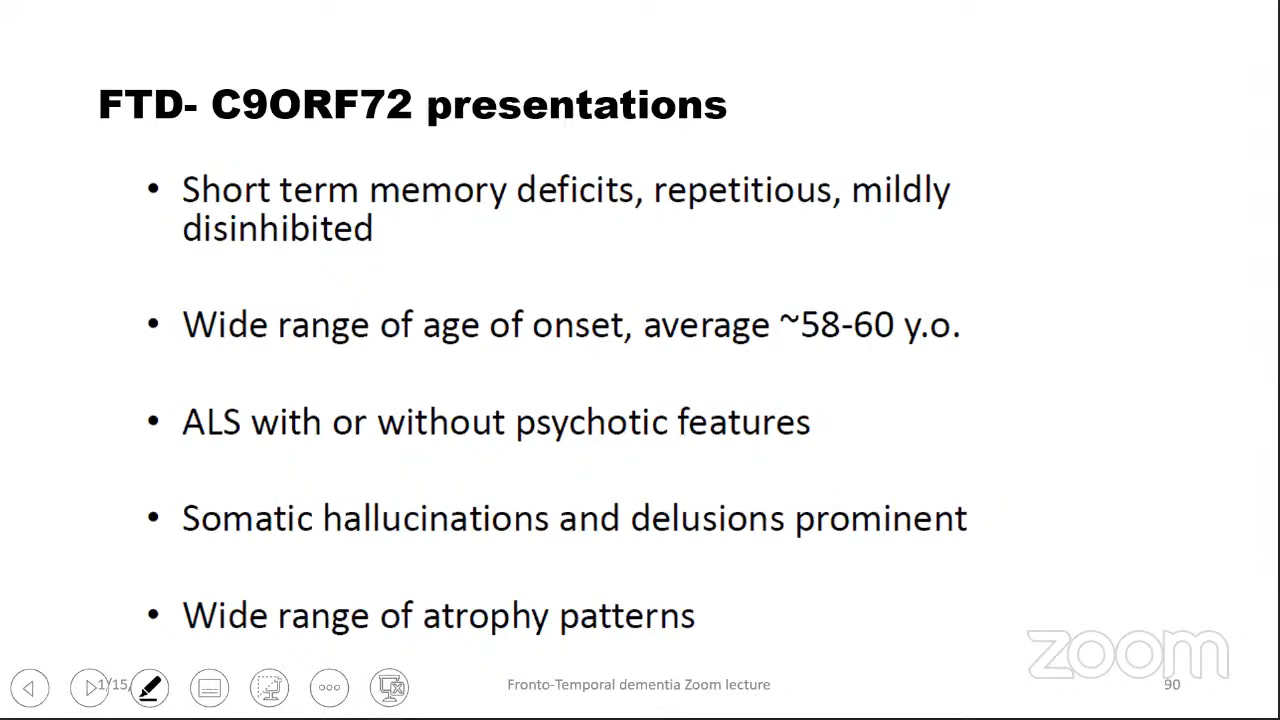 FTD- C9ORF72 presentations
• Short term memory deficits, repetitious, mildly
disinhibited
• Wide range of age of onset, average ~58-60 y.o.
• ALS with or without psychotic features
• Somatic hallucinations and delusions prominent
• Wide range of atrophy patterns
zoom
1/15/
Fronto-Temporal dementia Zoom lecture
90